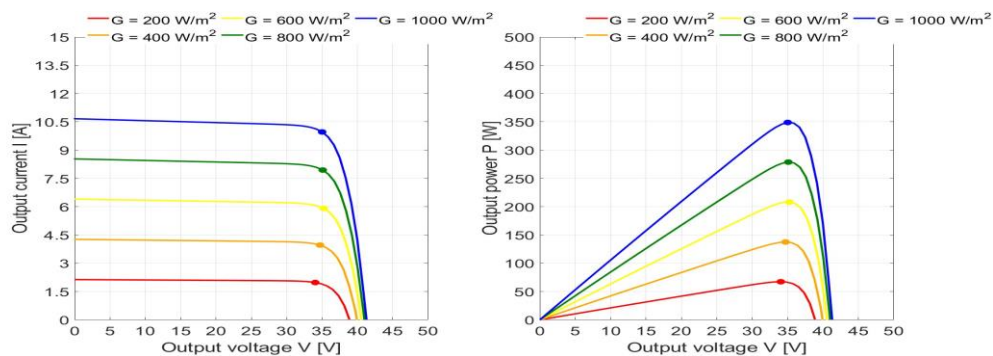 G = 200 W/m² G = 600 W/m² G = 1000 W/m²
G = 400 W/m² G = 800 W/m²
15
13.5
12
10.5
9
7.5
6
4.5
3
1.5
0
0 5 10 15 20 25 30 35 40 45 50
Output current I [A]
Output voltage V [V]
G = 200 W/m² G = 600 W/m² G = 1000 W/m²
G = 400 W/m² G = 800 W/m²
500
450
400
350
300
250
200
150
100
50
0
0 5 10 15 20 25 30 35 40 45 50
Output power P [W]
Output voltage V [V]